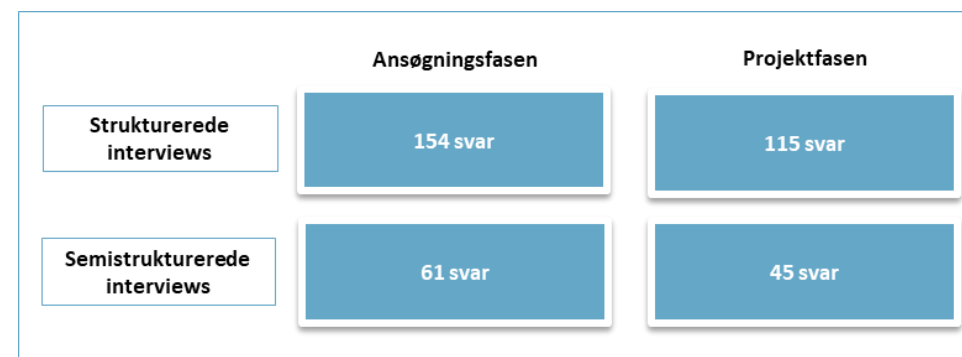 Ansøgningsfasen
Projektfasen
Strukturerede
interviews
154 svar
115 svar
Semistrukturerede
interviews
61 svar
45 svar